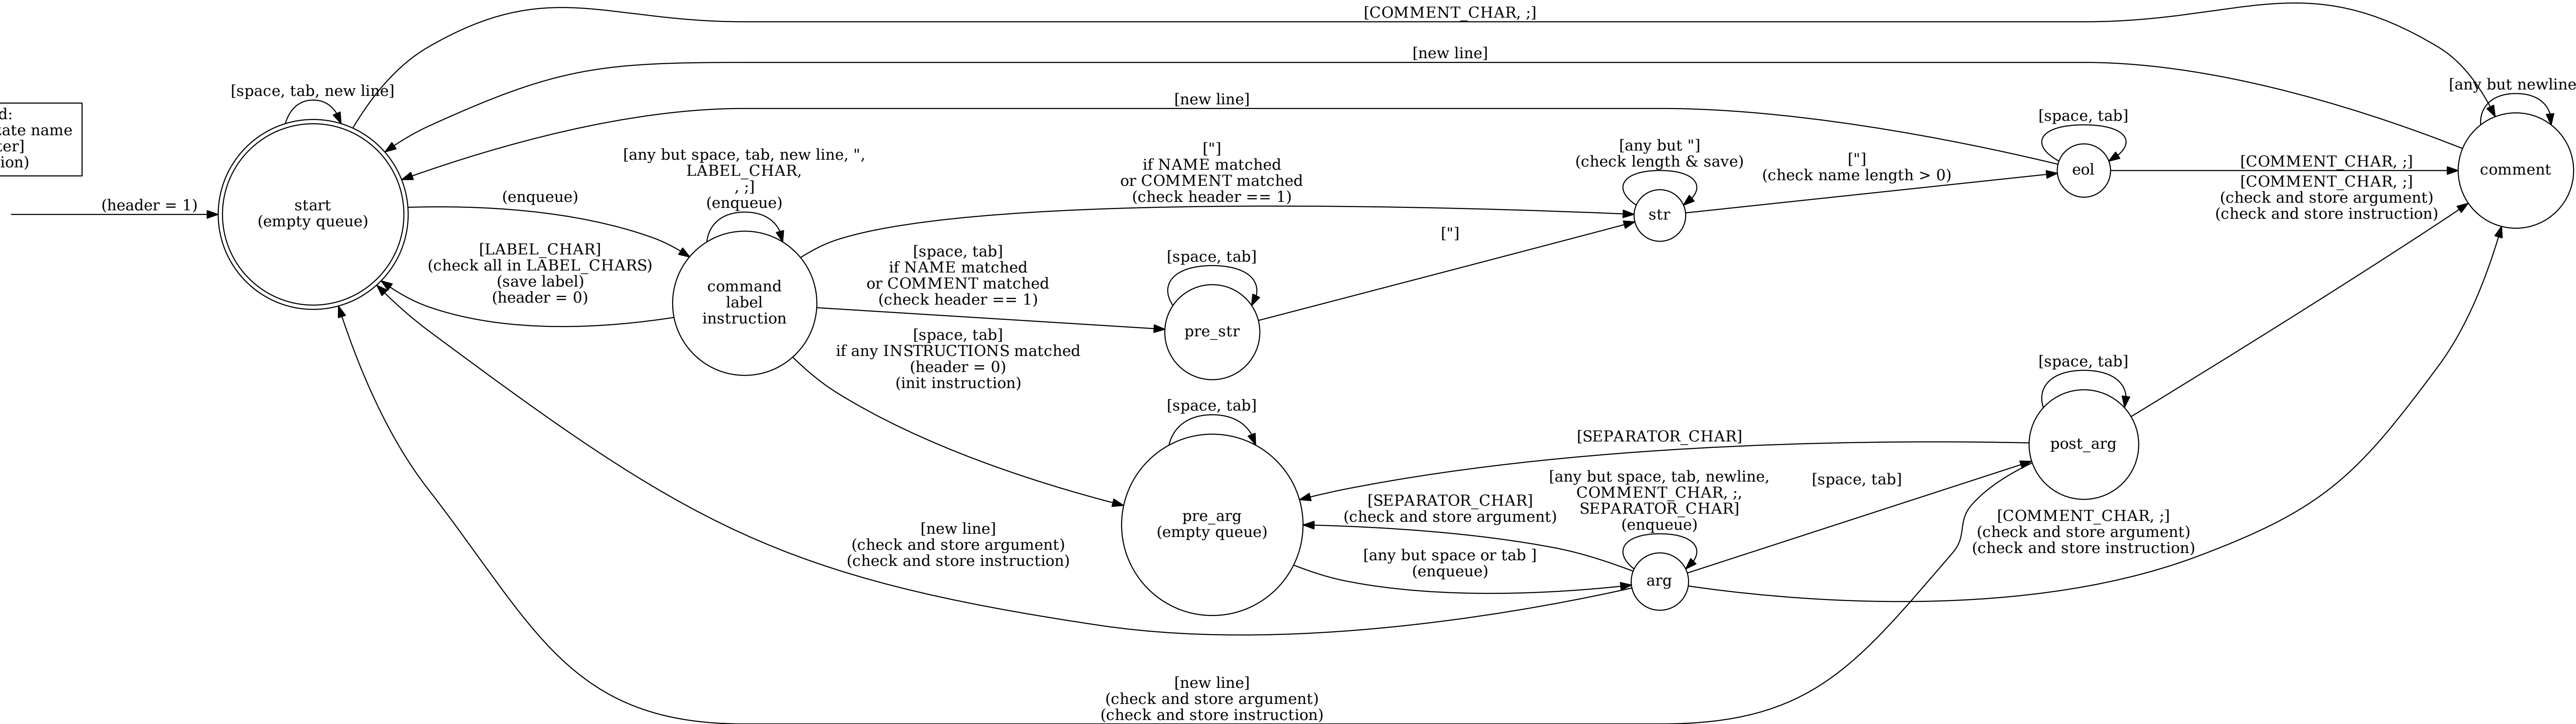 [COMMENT_CHAR, ;]
[new line]
[new line]
[space, tab, new line]
[any but newline
d:
ate name
er]
ion)
(header = 1)
start
(empty queue)
(enqueue)
[any but space, tab, new line, ",
LABEL_CHAR,
, ;]
(enqueue)
[LABEL_CHAR]
(check all in LABEL_CHARS)
(save label)
(header = 0)
command
label
instruction
["]
if NAME matched
or COMMENT matched
(check header == 1)
[space, tab]
if NAME matched
or COMMENT matched
(check header == 1)
[space, tab]
if any INSTRUCTIONS matched
(header = 0)
(init instruction)
[space, tab]
pre_str
["]
[any but "]
(check length & save)
str
["]
(check name length > 0)
[space, tab]
eol
[COMMENT_CHAR, ;]
[COMMENT_CHAR, ;]
(check and store argument)
(check and store instruction)
comment
[space, tab]
post_arg
[space, tab]
pre_arg
(empty queue)
[SEPARATOR_CHAR]
[SEPARATOR_CHAR]
(check and store argument)
[any but space, tab, newline,
COMMENT_CHAR, ;,
SEPARATOR_CHAR]
(enqueue)
[space, tab]
[any but space or tab ]
(enqueue)
arg
[COMMENT_CHAR, ;]
(check and store argument)
(check and store instruction)
[new line]
(check and store argument)
(check and store instruction)
[new line]
(check and store argument)
(check and store instruction)